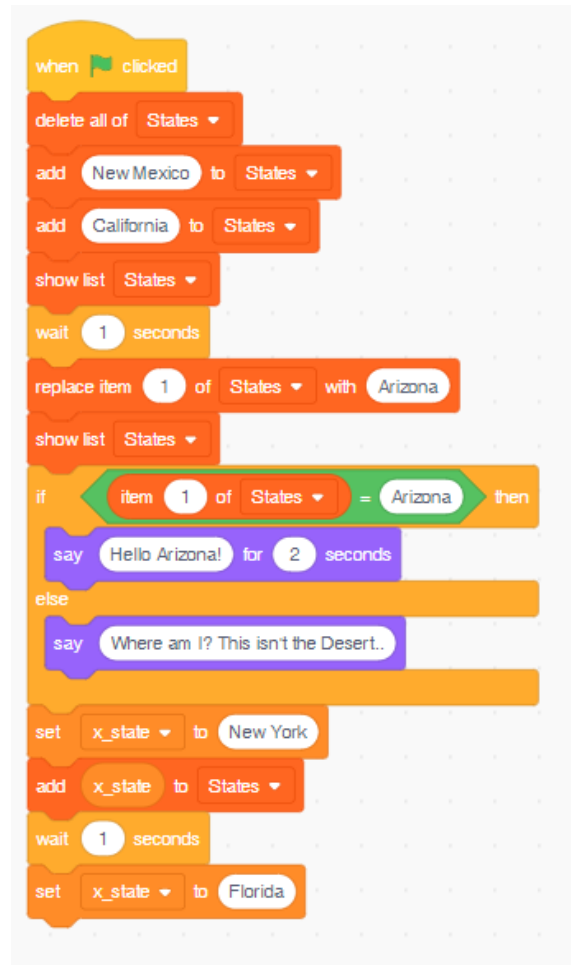 when clicked
delete all of States
add New Mexico to States
add California to States
show list States
wait 1 seconds
replace item 1 of States with Arizona
show list States
if item 1 of States = Arizona then
say Hello Arizona! for 2 seconds
else
say Where am I? This isn't the Desert..
set x_state to New York
add x_state to States
wait 1 seconds
set x_state to Florida